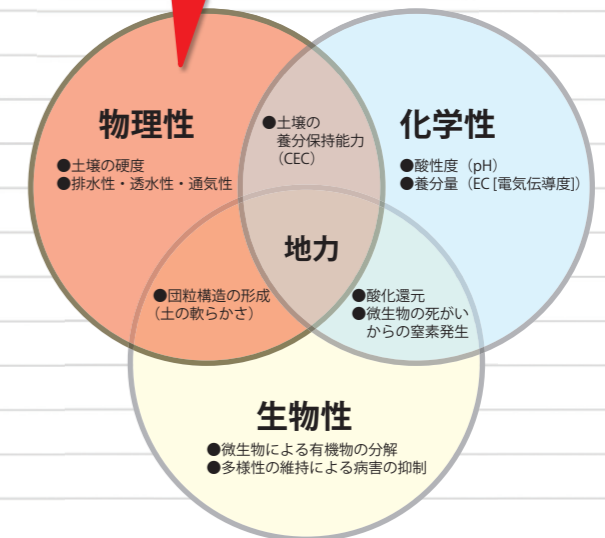 物理性
●土壌の硬度
●排水性・透水性・通気性
●土壌の
養分保持能力
（CEC）
化学性
●酸性度（pH）
●養分量（EC [電気伝導度]）
地力
●団粒構造の形成
（土の軟らかさ）
●酸化還元
●微生物の死がい
からの窒素発生
生物性
●微生物による有機物の分解
●多様性の維持による病害の抑制